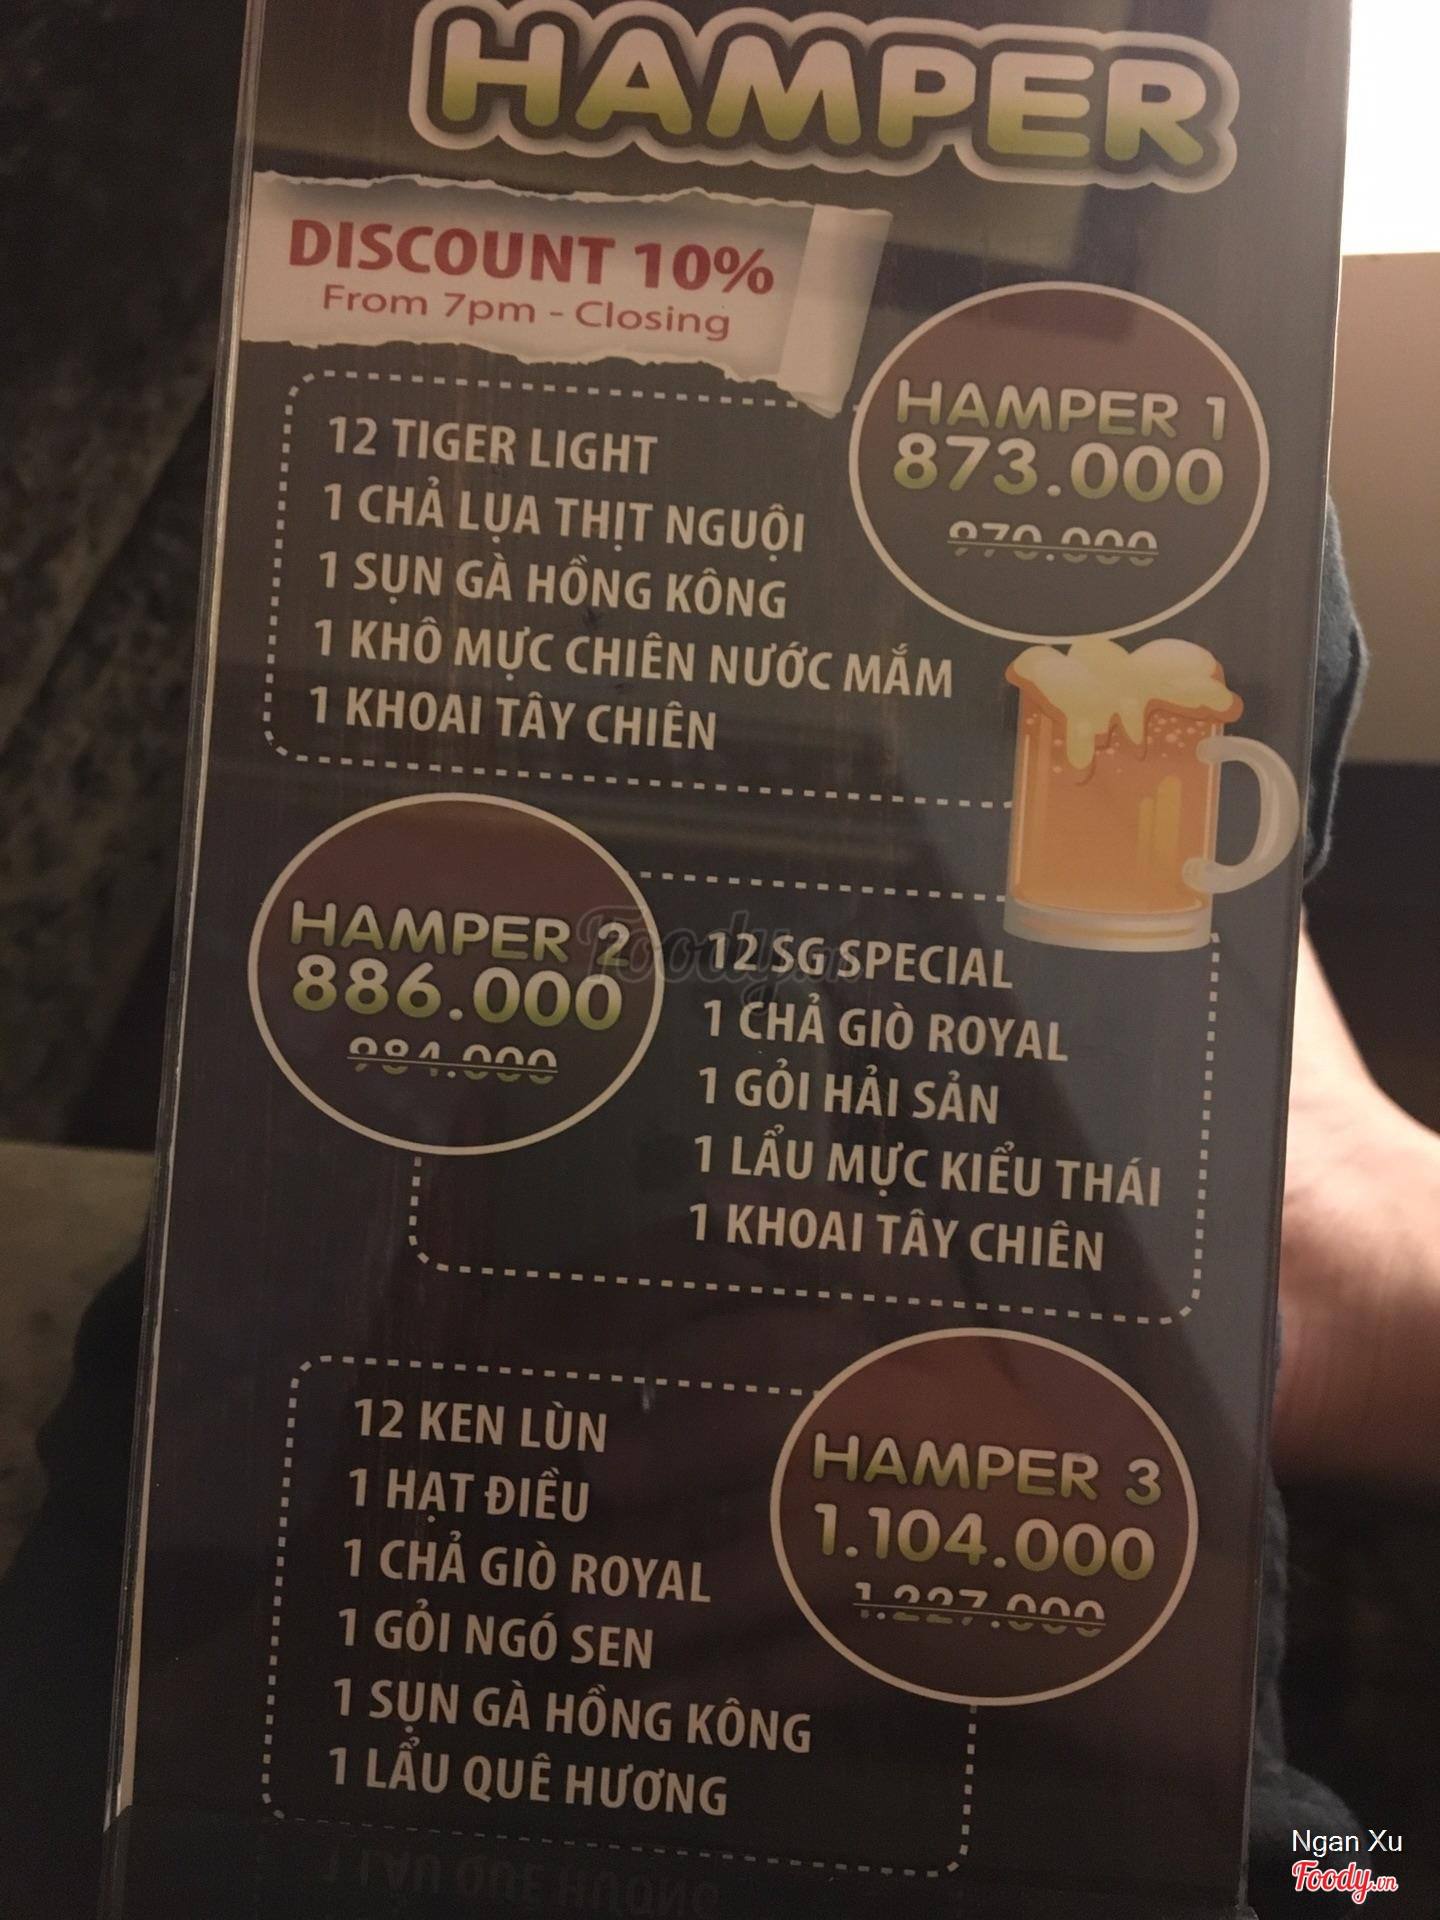 HAMPER
DISCOUNT 10%
From 7pm - Closing
HAMPER 1
873.000
970.000
12 TIGER LIGHT
1 CHẢ LỤA THỊT NGUỘI
1 SỤN GÀ HỒNG KÔNG
1 KHÔ MỰC CHIÊN NƯỚC MẮM
1 KHOAI TÂY CHIÊN
HAMPER 2
886.000
984.000
12 SG SPECIAL
1 CHẢ GIÒ ROYAL
1 GỎI HẢI SẢN
1 LẨU MỰC KIỂU THÁI
1 KHOAI TÂY CHIÊN
Foody.vn
HAMPER 3
1.104.000
1.227.000
12 KEN LÙN
1 HẠT ĐIỀU
1 CHẢ GIÒ ROYAL
1 GỎI NGÓ SEN
1 SỤN GÀ HỒNG KÔNG
1 LẨU QUÊ HƯƠNG
Ngan Xu
Foody.vn